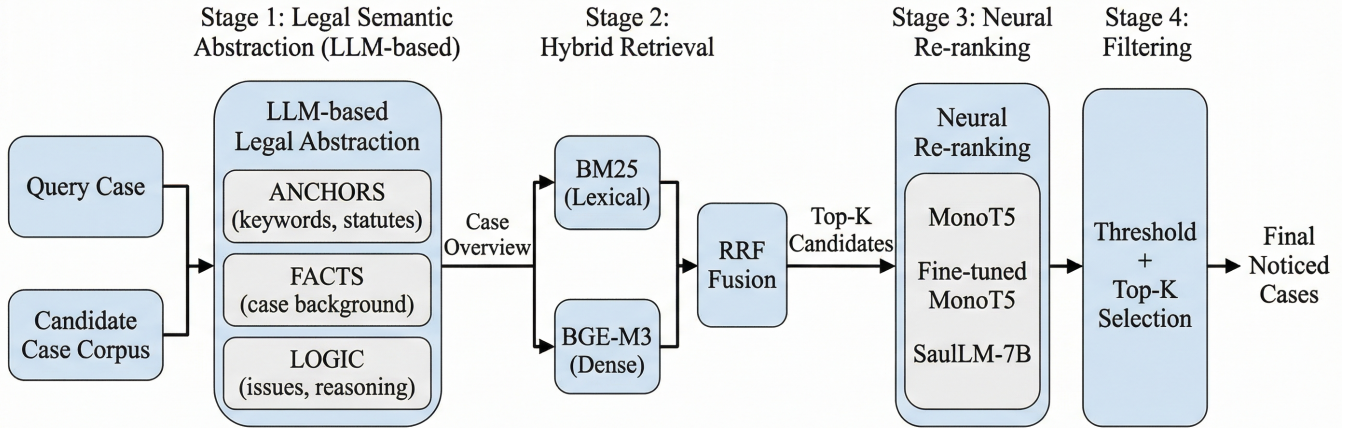 Stage 1: Legal Semantic
Abstraction (LLM-based)
Stage 2:
Hybrid Retrieval
Stage 3: Neural
Re-ranking
Stage 4:
Filtering
Query Case
Candidate
Case Corpus
LLM-based
Legal Abstraction
ANCHORS
(keywords, statutes)
FACTS
(case background)
LOGIC
(issues, reasoning)
Case
Overview
BM25
(Lexical)
BGE-M3
(Dense)
RRF
Fusion
Top-K
Candidates
Neural
Re-ranking
MonoT5
Fine-tuned
MonoT5
SaulLM-7B
Threshold
+
Top-K
Selection
Final
Noticed
Cases